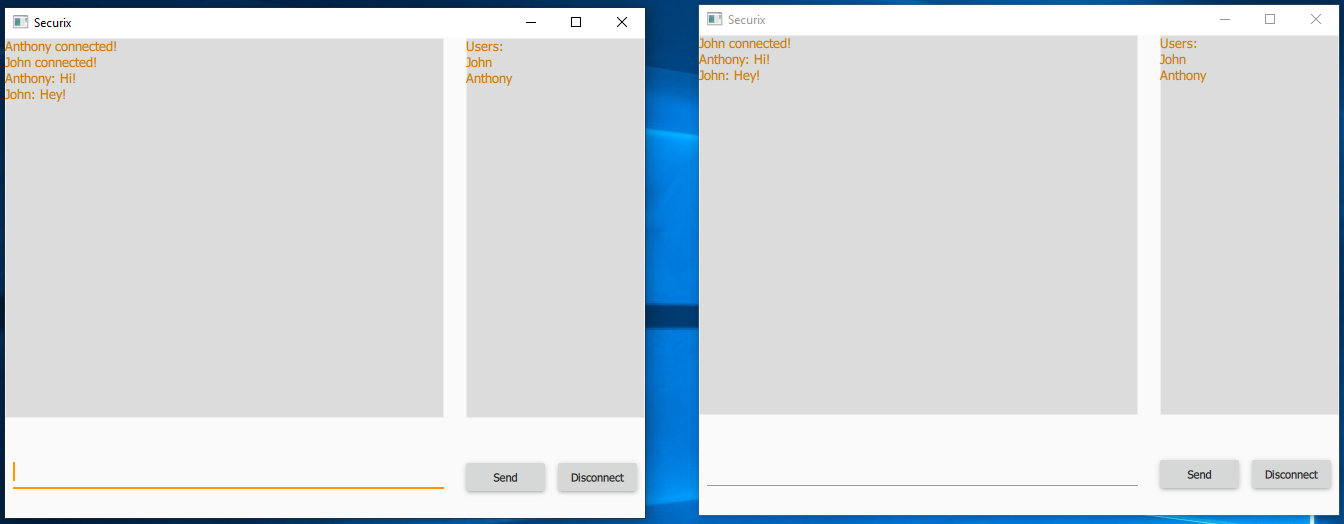 Securix
Anthony connected!
John connected!
Anthony: Hi!
John: Hey!
Users:
John
Anthony
Send
Disconnect
Securix
John connected!
Anthony: Hi!
John: Hey!
Users:
John
Anthony
Send
Disconnect